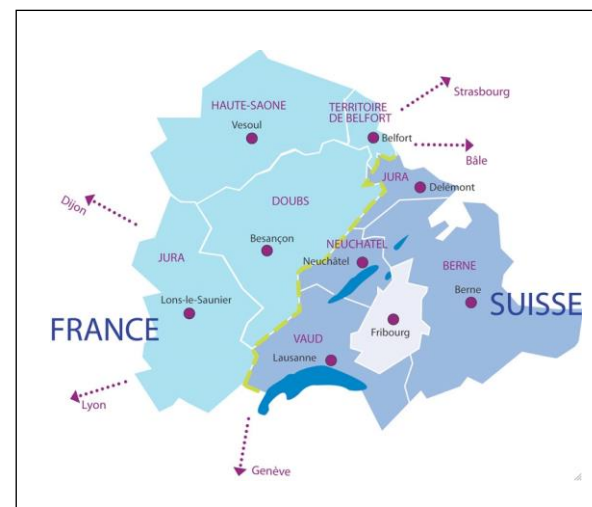 Strasbourg
HAUTE-SAONE
TERRITOIRE
DE BELFORT
Vesoul
Belfort
Bâle
JURA
Delémont
DOUBS
Dijon
Besançon
NEUCHATEL
Neuchâtel
JURA
BERNE
Berne
Lons-le-Saunier
SUISSE
FRANCE
Fribourg
VAUD
Lausanne
Lyon
Genève